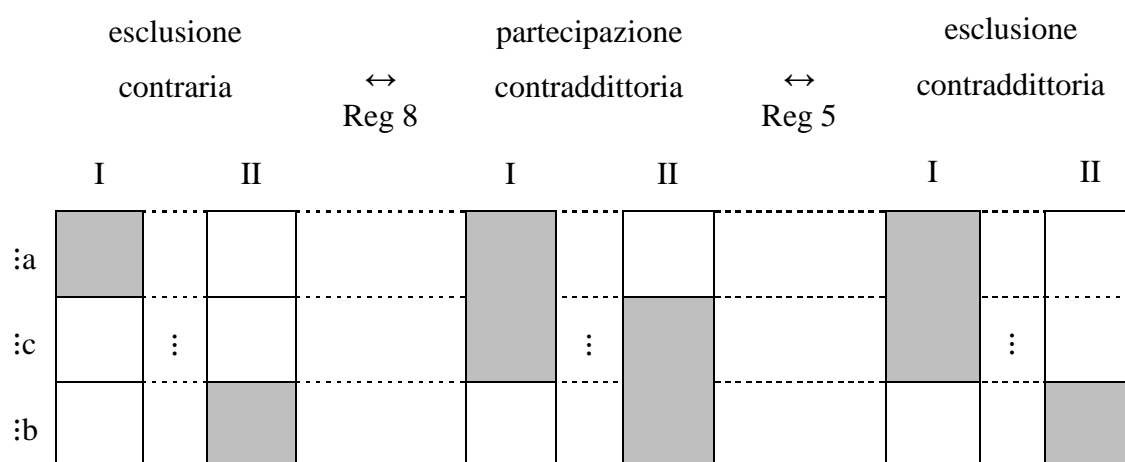 esclusione partecipazione esclusione
contraria ↔ contraddittoria ↔ contraddittoria
Reg 8 Reg 5
I II I II I II
⋮a
⋮c ⋮ ⋮ ⋮
⋮b